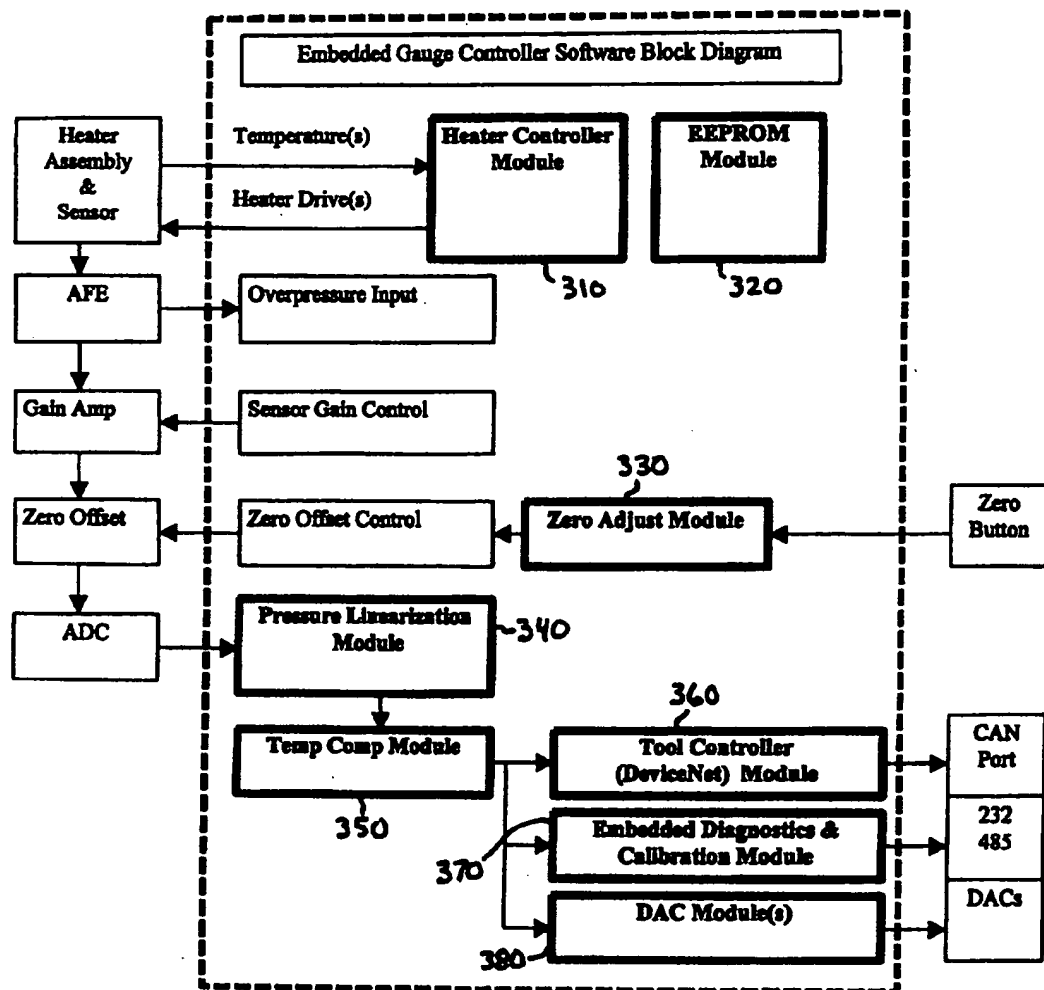 Embedded Gauge Controller Software Block Diagram
Heater
Assembly
&
Sensor
Temperature(s)
Heater Drive(s)
Heater Controller
Module
310
EEPROM
Module
320
AFE
Overpressure Input
Gain Amp
Sensor Gain Control
330
Zero Offset
Zero Offset Control
Zero Adjust Module
Zero
Button
ADC
Pressure Linearization
Module
340
360
Temp Comp Module
350
Tool Controller
(DeviceNet) Module
CAN
Port
370
Embedded Diagnostics &
Calibration Module
232
485
DAC Module(s)
380
DACs